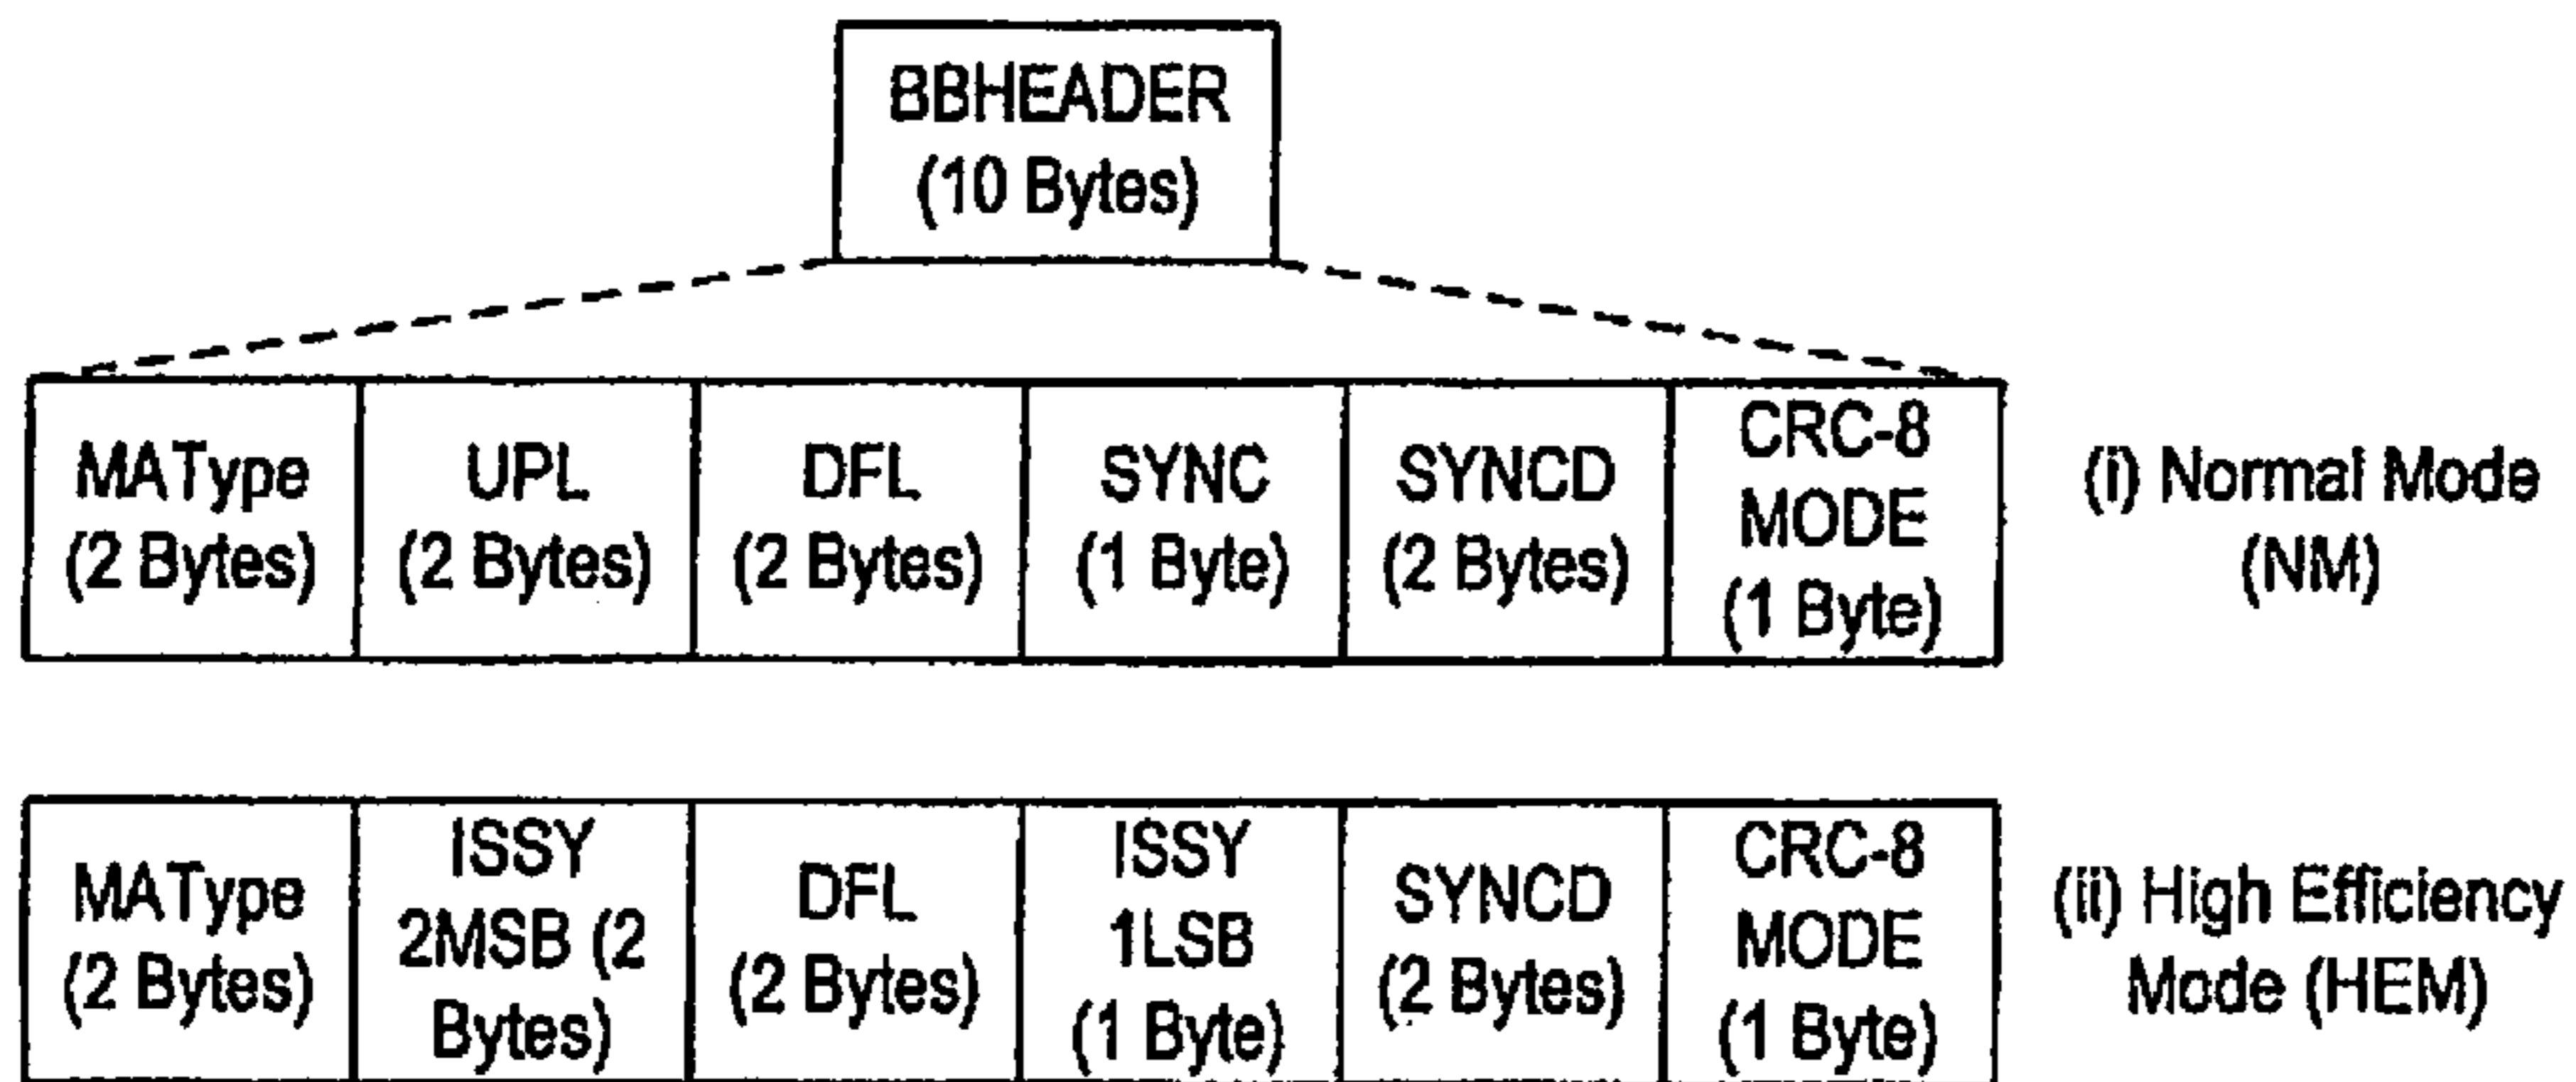 BBHEADER
(10 Bytes)
MAType
(2 Bytes)
UPL
(2 Bytes)
DFL
(2 Bytes)
SYNC
(1 Byte)
SYNCD
(2 Bytes)
CRC-8
MODE
(1 Byte)
(i) Normal Mode
(NM)
MAType
(2 Bytes)
ISSY
2MSB (2
Bytes)
DFL
(2 Bytes)
ISSY
1LSB
(1 Byte)
SYNCD
(2 Bytes)
CRC-8
MODE
(1 Byte)
(ii) High Efficiency
Mode (HEM)